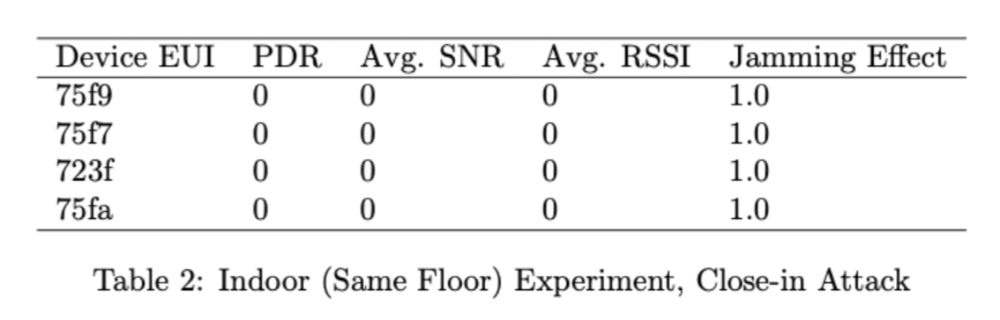 Device EUI PDR Avg. SNR Avg. RSSI Jamming Effect
75f9 0 0 0 1.0
75f7 0 0 0 1.0
723f 0 0 0 1.0
75fa 0 0 0 1.0
Table 2: Indoor (Same Floor) Experiment, Close-in Attack